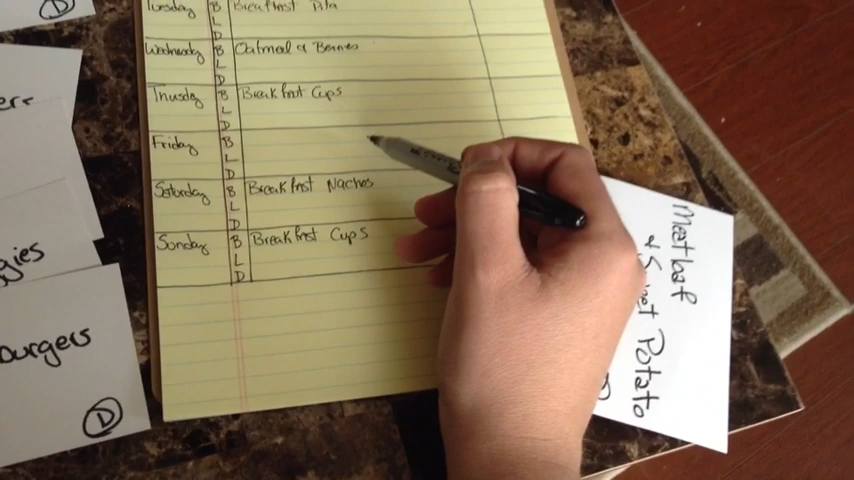 D
Tuesday B Breakfast Pita
L
D
Wednesday B Oatmeal & Berries
L
D
Thursday B Breakfast Cups
L
D
Friday B
L
D
Saturday B Breakfast Nachos
L
D
Sunday B Breakfast Cups
L
D
gies
burgers
D
Meatloaf
& Sweet Potato